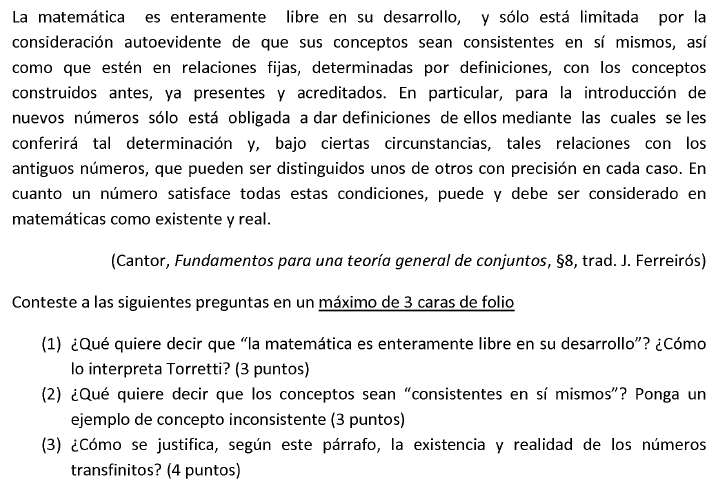 La matemática es enteramente libre en su desarrollo, y sólo está limitada por la
consideración autoevidente de que sus conceptos sean consistentes en sí mismos, así
como que estén en relaciones fijas, determinadas por definiciones, con los conceptos
construidos antes, ya presentes y acreditados. En particular, para la introducción de
nuevos números sólo está obligada a dar definiciones de ellos mediante las cuales se les
conferirá tal determinación y, bajo ciertas circunstancias, tales relaciones con los
antiguos números, que pueden ser distinguidos unos de otros con precisión en cada caso. En
cuanto un número satisface todas estas condiciones, puede y debe ser considerado en
matemáticas como existente y real.
(Cantor, Fundamentos para una teoría general de conjuntos, §8, trad. J. Ferreirós)
Conteste a las siguientes preguntas en un máximo de 3 caras de folio
(1) ¿Qué quiere decir que “la matemática es enteramente libre en su desarrollo”? ¿Cómo
lo interpreta Torretti? (3 puntos)
(2) ¿Qué quiere decir que los conceptos sean “consistentes en sí mismos”? Ponga un
ejemplo de concepto inconsistente (3 puntos)
(3) ¿Cómo se justifica, según este párrafo, la existencia y realidad de los números
transfinitos? (4 puntos)